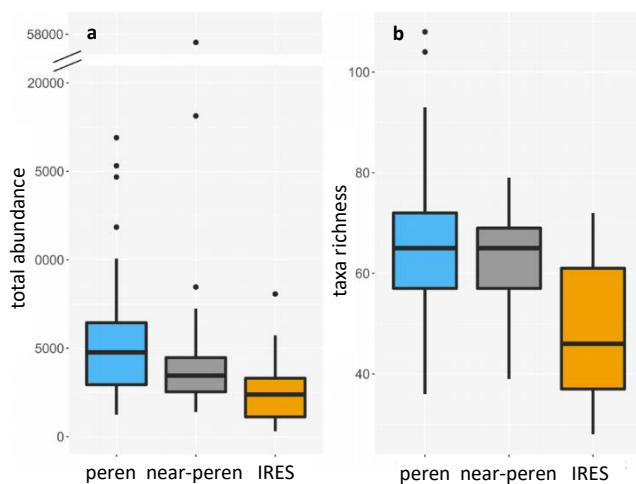 58000
a
20000
5000
0000
5000
0
total abundance
peren near-peren IRES
b
100
80
60
40
taxa richness
peren near-peren IRES